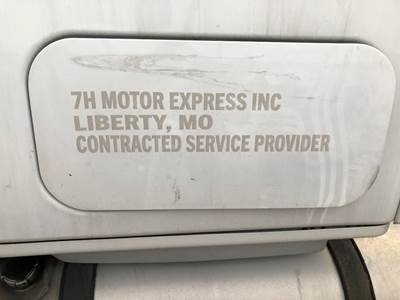 7H MOTOR EXPRESS INC
LIBERTY, MO
CONTRACTED SERVICE PROVIDER